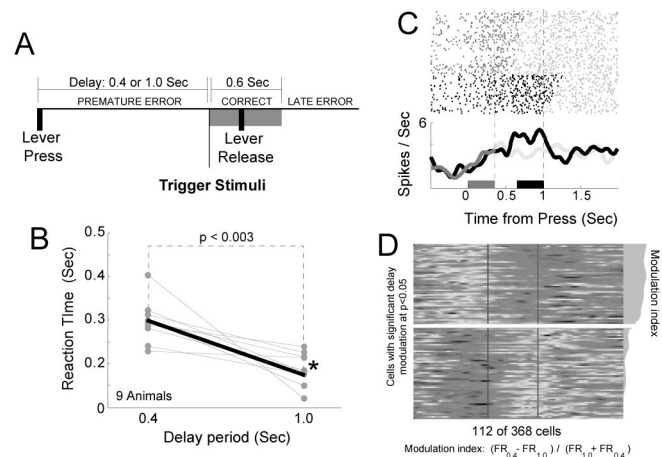 A
Delay: 0.4 or 1.0 Sec
0.6 Sec
PREMATURE ERROR
CORRECT
LATE ERROR
Lever
Press
Lever
Release
Trigger Stimuli
B
p < 0.003
Reaction TIme (Sec)
0.5
0.4
0.3
0.2
0.2
0
*
9 Animals
0.4
1.0
Delay period (Sec)
C
6
Spikes / Sec
0
0.5
1
1.5
Time from Press (Sec)
D
Cells with significant delay
modulation at p<0.05
Modulation index
112 of 368 cells
Modulation index: (FR0.4- FR1.0) / (FR1.0+ FR0.4)